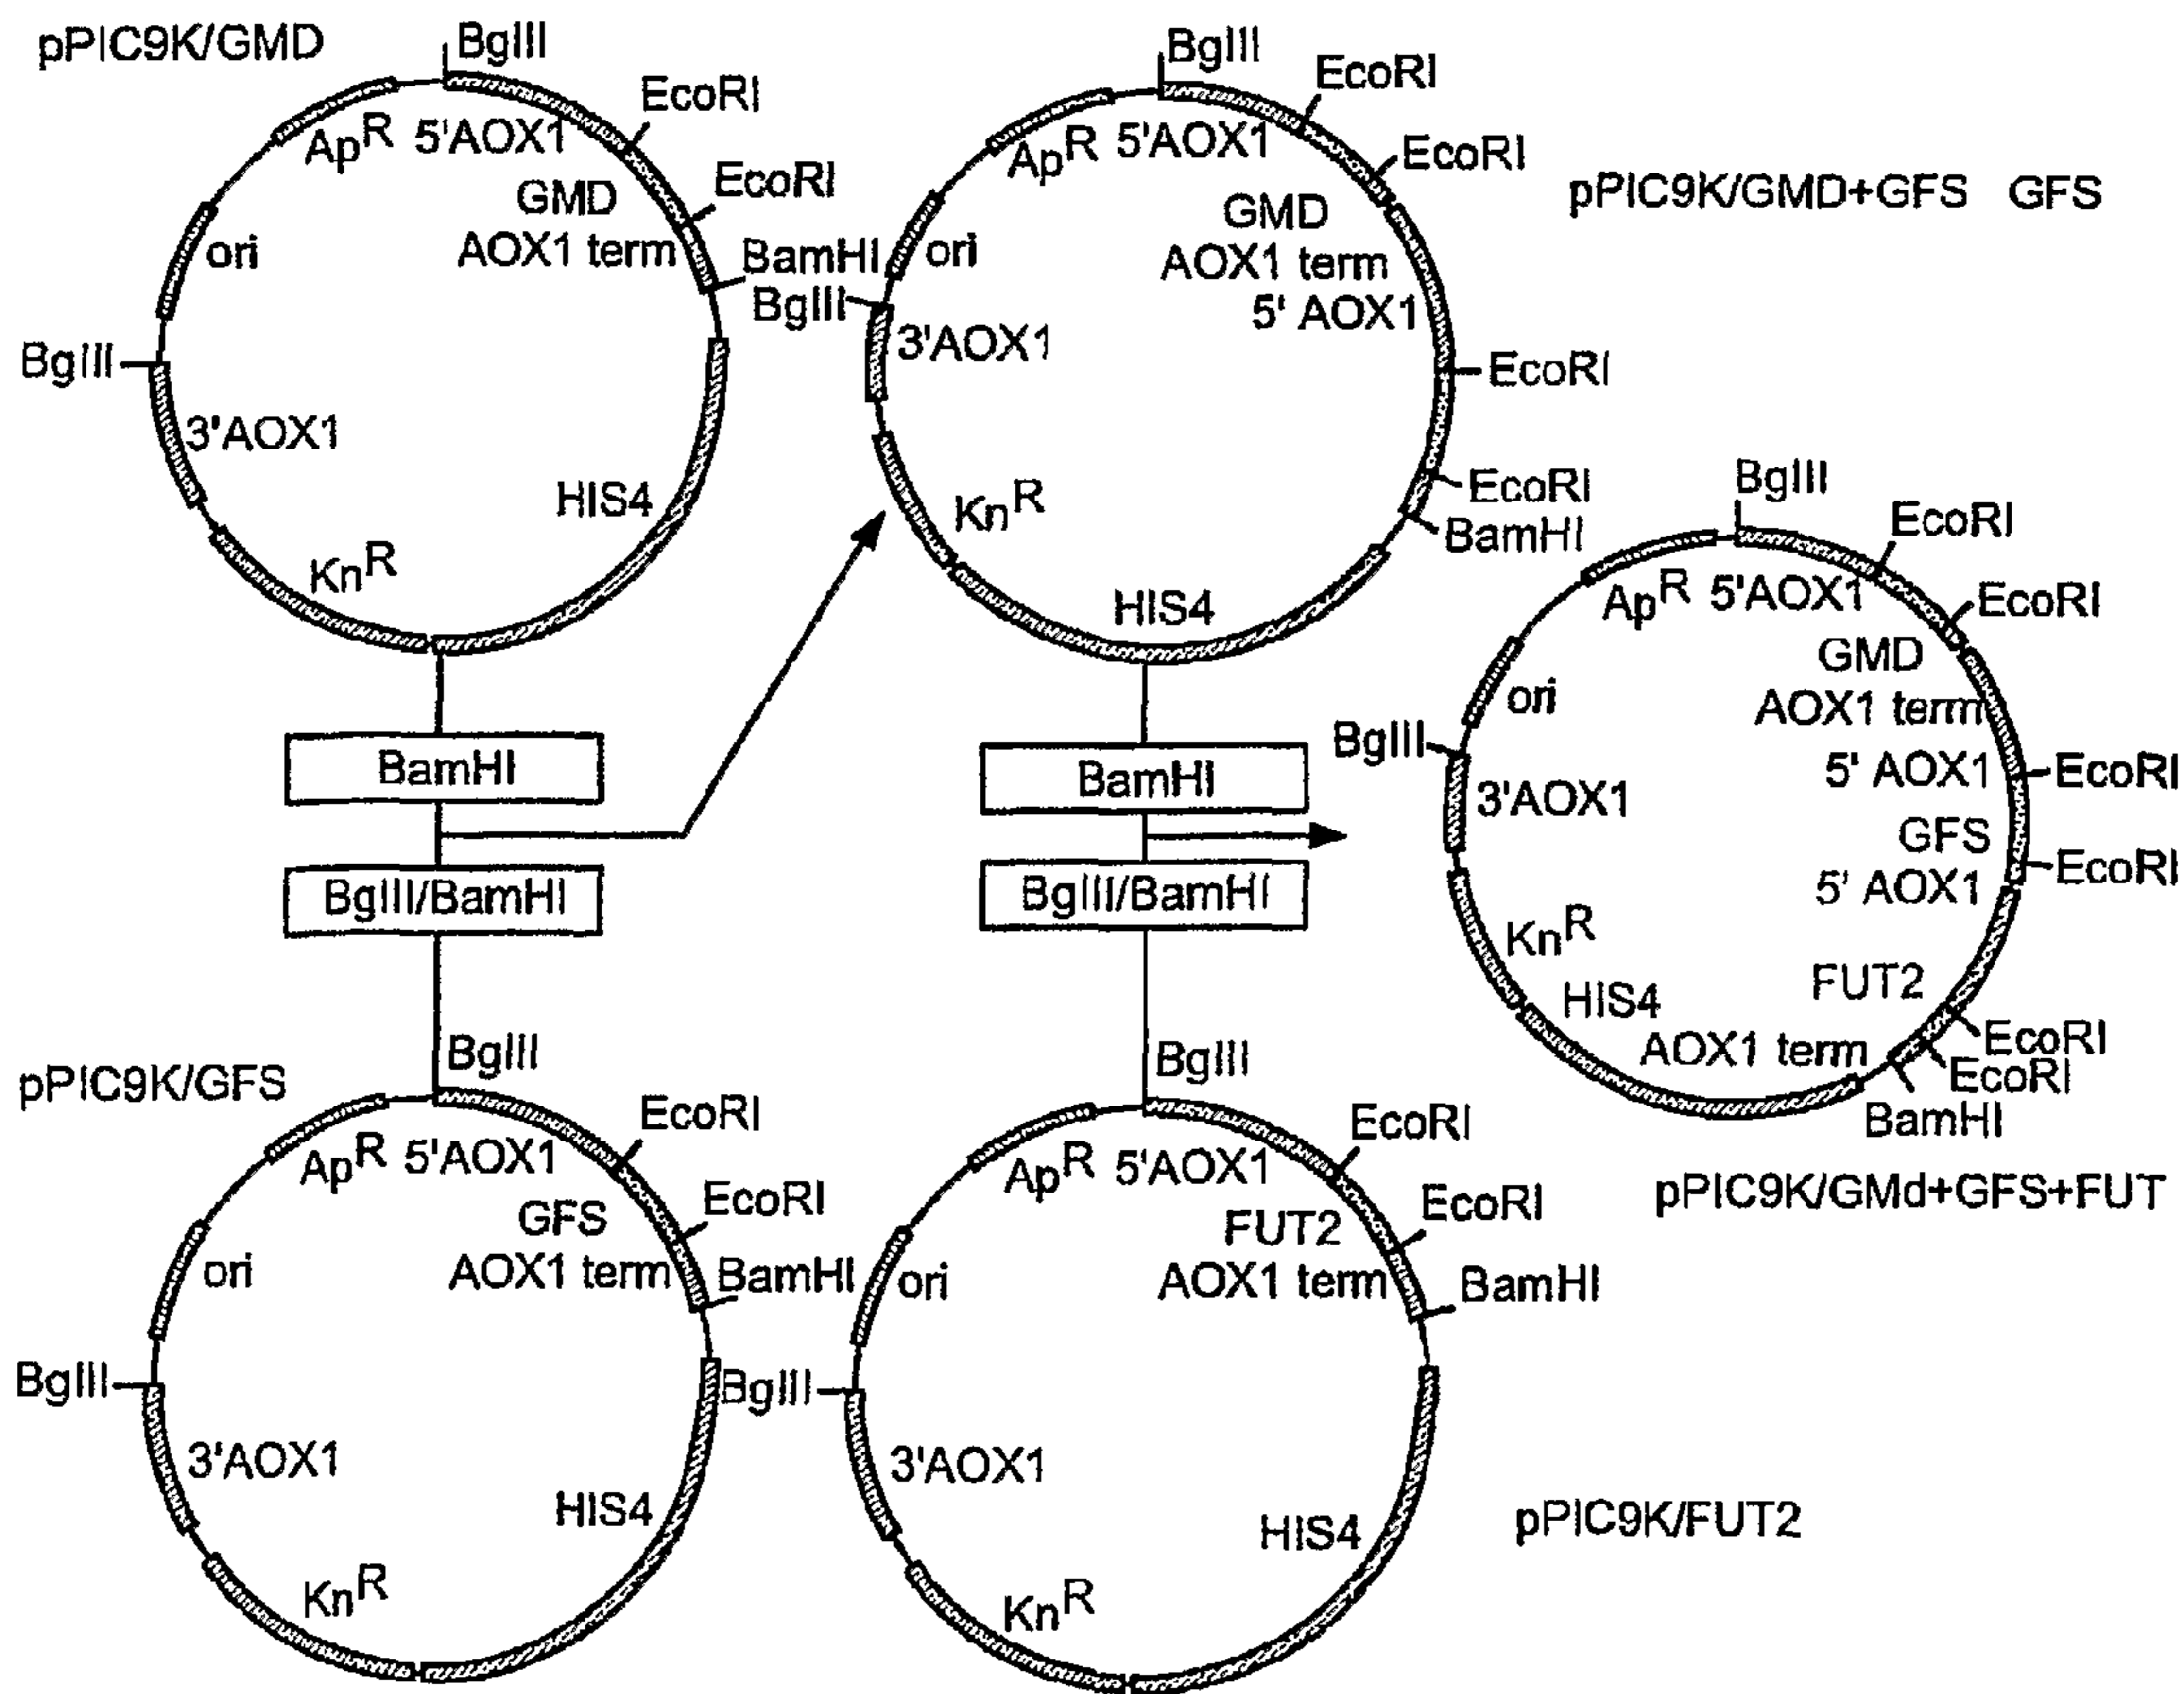 pPIC9K/GMD
BglII
EcoRI
EcoRI
BamHI
ApR 5'AOX1
GMD
AOX1 term
ori
BglII
3'AOX1
HIS4
KnR
BamHI
BglII/BamHI
pPIC9K/GMD+GFS GFS
BglII
EcoRI
EcoRI
ApR 5'AOX1
GMD
AOX1 term
5' AOX1
ori
BglII
3'AOX1
EcoRI
EcoRI
BamHI
KnR
HIS4
BamHI
BglII/BamHI
BglII
EcoRI
EcoRI
ApR 5'AOX1
GMD
AOX1 term
ori
BglII
3'AOX1
5' AOX1
EcoRI
GFS
EcoRI
5' AOX1
KnR
FUT2
HIS4
AOX1 term
EcoRI
EcoRI
BamHI
pPIC9K/GMd+GFS+FUT
pPIC9K/GFS
BglII
EcoRI
EcoRI
BamHI
ApR 5'AOX1
GFS
AOX1 term
ori
BglII
3'AOX1
HIS4
KnR
BglII
EcoRI
EcoRI
BamHI
ApR 5'AOX1
FUT2
AOX1 term
ori
BglII
3'AOX1
HIS4
KnR
pPIC9K/FUT2